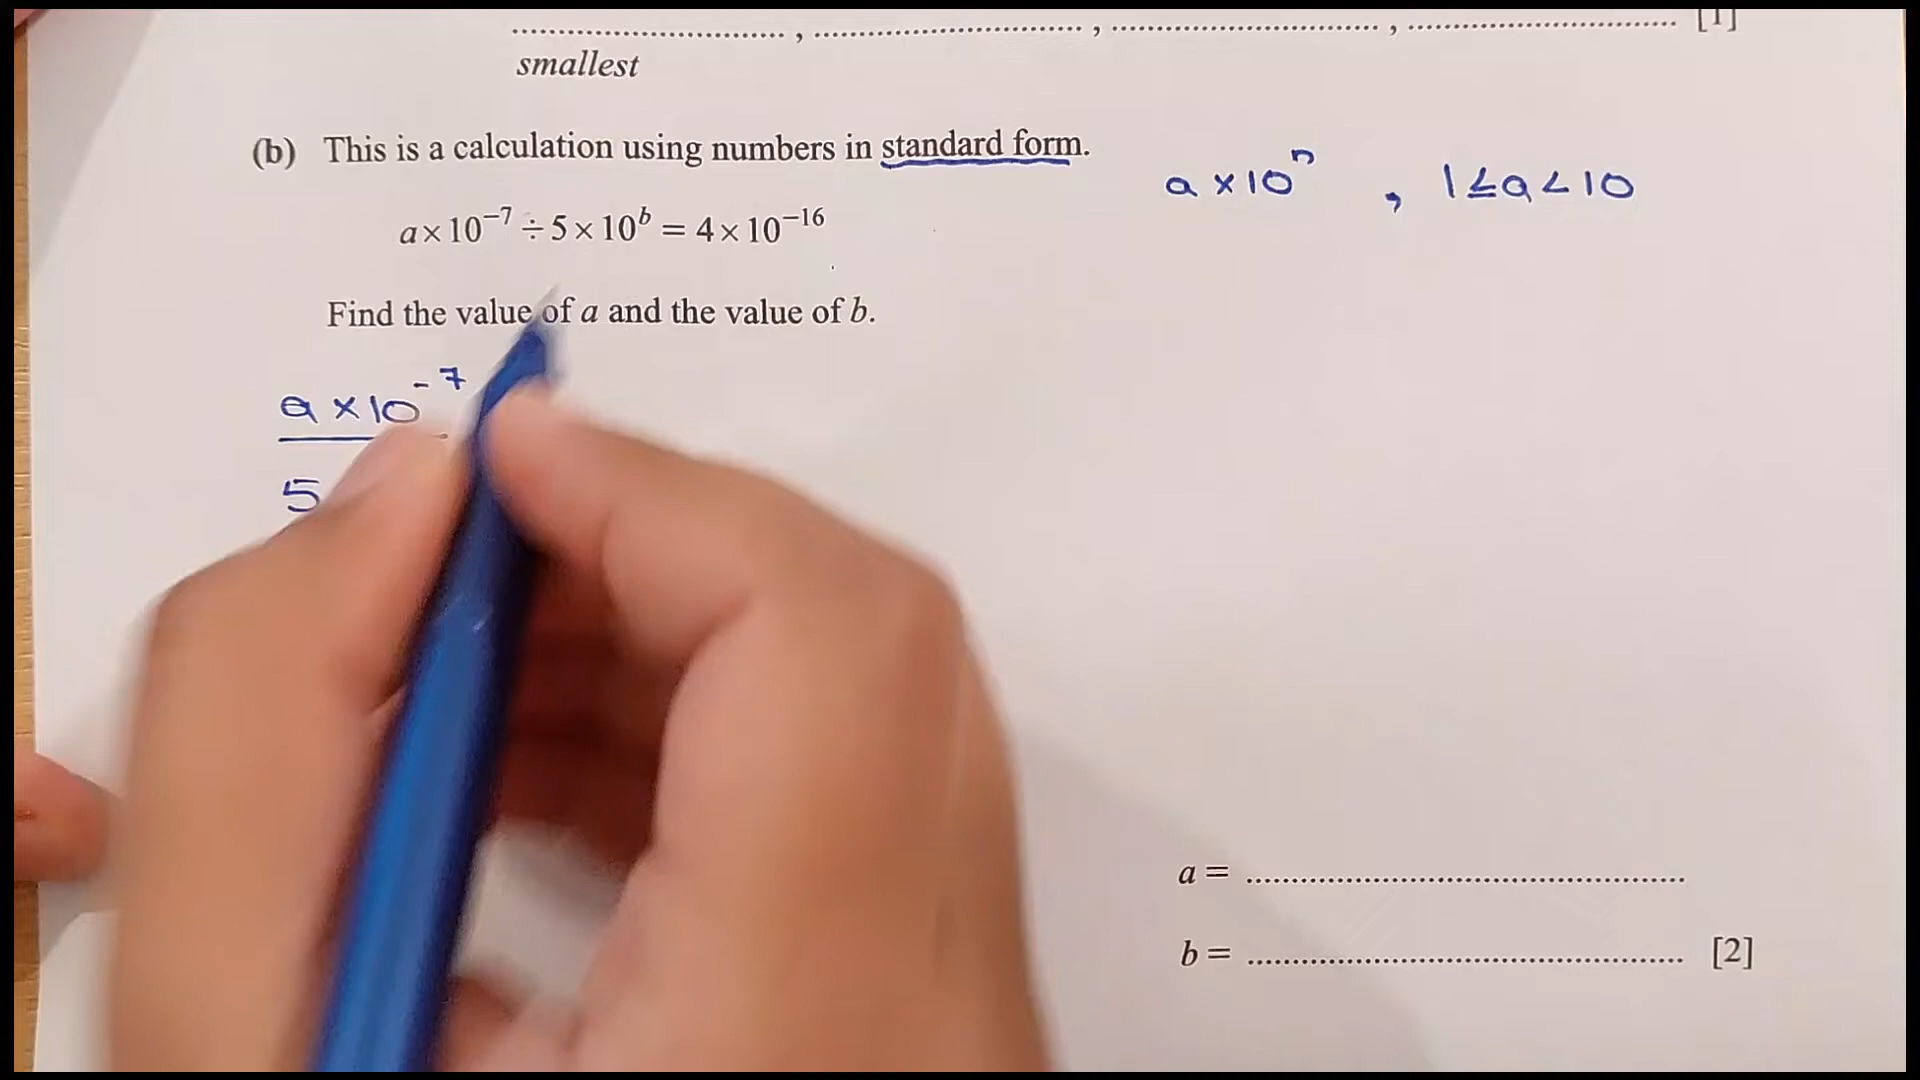 .............................. , .............................. , .............................. , .............................. [1]
smallest
(b) This is a calculation using numbers in standard form.
a × 10ⁿ , 1 ≤ a < 10
a × 10⁻⁷ ÷ 5 × 10ᵇ = 4 × 10⁻¹⁶
Find the value of a and the value of b.
a × 10⁻⁷
5
a = ..............................................
b = .............................................. [2]